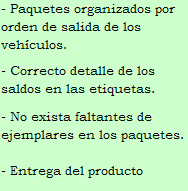 - Paquetes organizados por
orden de salida de los
vehículos.
- Correcto detalle de los
saldos en las etiquetas.
- No exista faltantes de
ejemplares en los paquetes.
- Entrega del producto